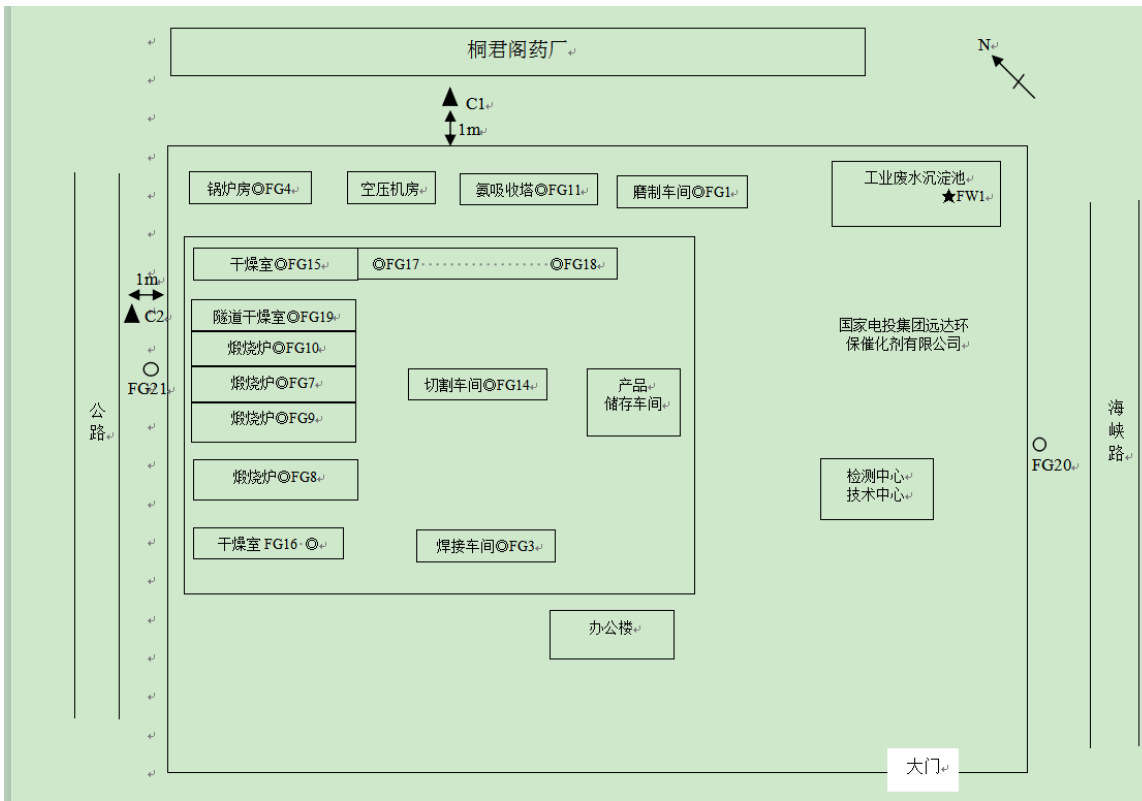 桐君阁药厂
N
C1
1m
锅炉房◎FG4
空压机房
氨吸收塔◎FG11
磨制车间◎FG1
工业废水沉淀池
★FW1
干燥室◎FG15
◎FG17·················◎FG18
1m
C2
隧道干燥室◎FG19
煅烧炉◎FG10
国家电投集团远达环
保催化剂有限公司
FG21
煅烧炉◎FG7
切割车间◎FG14
产品
储存车间
公
路
煅烧炉◎FG9
海
峡
路
FG20
煅烧炉◎FG8
检测中心
技术中心
干燥室 FG16·◎
焊接车间◎FG3
办公楼
大门